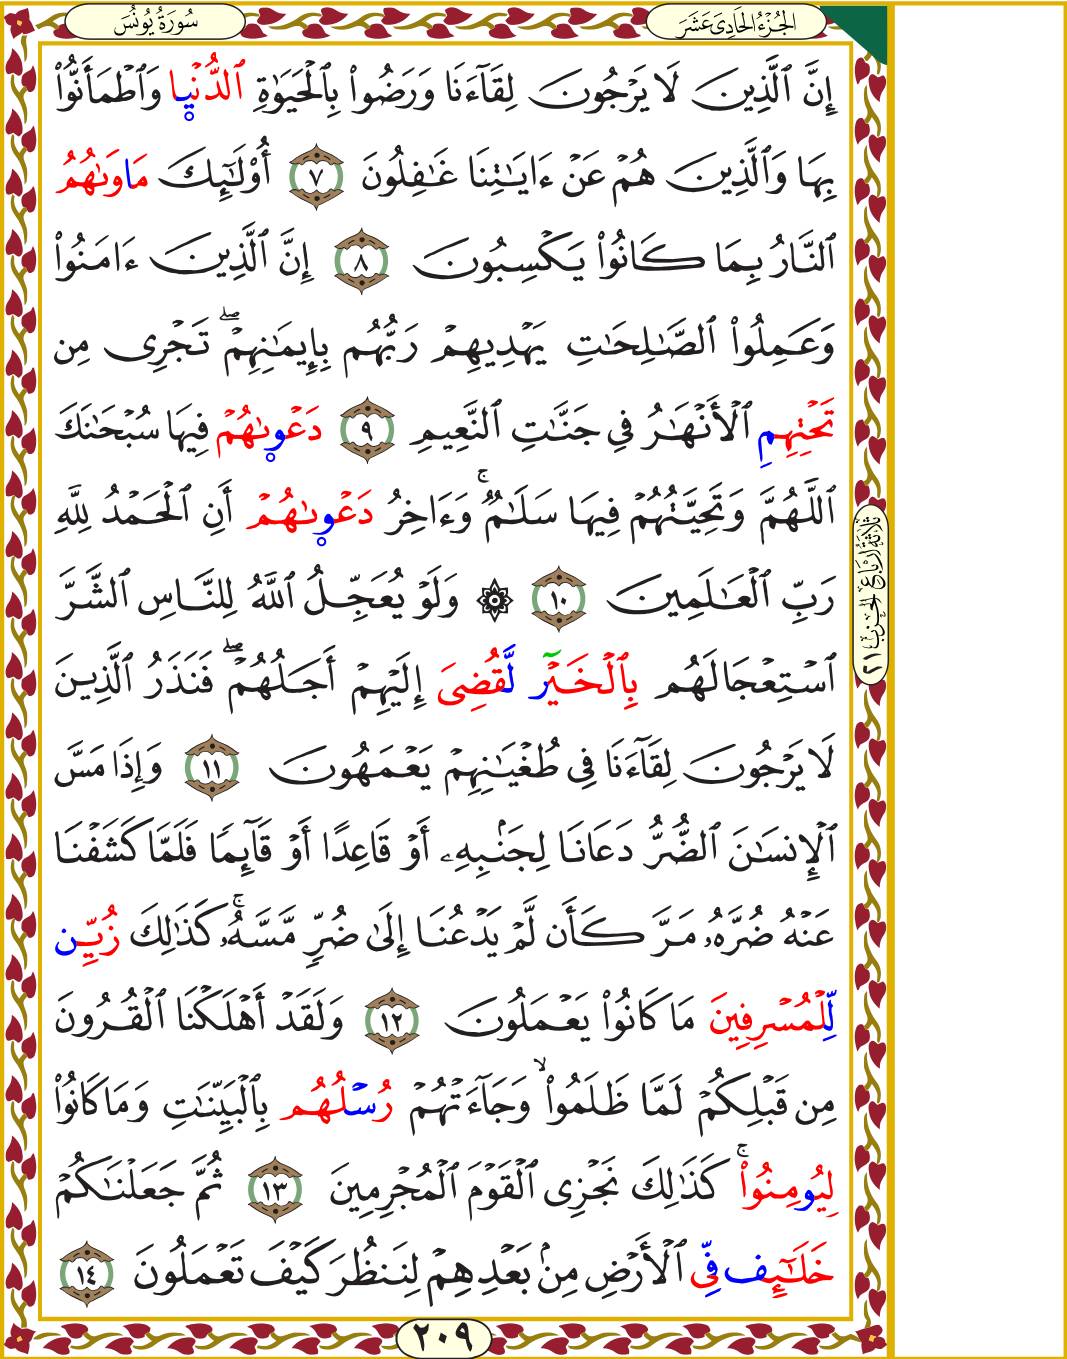 سُورَةُ يُونُسَ
الجُزْءُ الحَادِيَ عَشَرَ
إِنَّ ٱلَّذِينَ لَا يَرْجُونَ لِقَآءَنَا وَرَضُوا۟ بِٱلْحَيَوٰةِ ٱلدُّنْيٜا وَٱطْمَأَنُّوا۟
بِهَا وَٱلَّذِينَ هُمْ عَنْ ءَايَـٰتِنَا غَـٰفِلُونَ ٧ أُو۟لَـٰٓئِكَ مَاوَىٰهُمُ
ٱلنَّارُ بِمَا كَانُوا۟ يَكْسِبُونَ ٨ إِنَّ ٱلَّذِينَ ءَامَنُوا۟
وَعَمِلُوا۟ ٱلصَّـٰلِحَـٰتِ يَهْدِيهِمْ رَبُّهُم بِإِيمَـٰنِهِمْ ۖ تَجْرِى مِن
تَحْتِهِمِ ٱلْأَنْهَـٰرُ فِى جَنَّـٰتِ ٱلنَّعِيمِ ٩ دَعْوٜىٰهُمْ فِيهَا سُبْحَـٰنَكَ
ٱللَّهُمَّ وَتَحِيَّتُهُمْ فِيهَا سَلَـٰمٌ ۚ وَءَاخِرُ دَعْوٜىٰهُمْ أَنِ ٱلْحَمْدُ لِلَّهِ
رَبِّ ٱلْعَـٰلَمِينَ ١٠ ۞ وَلَوْ يُعَجِّلُ ٱللَّهُ لِلنَّاسِ ٱلشَّرَّ
ٱسْتِعْجَالَهُم بِٱلْخَيْر لَّقُضِىَ إِلَيْهِمْ أَجَلُهُمْ ۖ فَنَذَرُ ٱلَّذِينَ
لَا يَرْجُونَ لِقَآءَنَا فِى طُغْيَـٰنِهِمْ يَعْمَهُونَ ١١ وَإِذَا مَسَّ
ٱلْإِنسَـٰنَ ٱلضُّرُّ دَعَانَا لِجَنۢبِهِۦٓ أَوْ قَاعِدًا أَوْ قَآئِمًا فَلَمَّا كَشَفْنَا
عَنْهُ ضُرَّهُۥ مَرَّ كَأَن لَّمْ يَدْعُنَآ إِلَىٰ ضُرٍّ مَّسَّهُۥ ۚ كَذَٰلِكَ زُيِّن
لِّلْمُسْرِفِينَ مَا كَانُوا۟ يَعْمَلُونَ ١٢ وَلَقَدْ أَهْلَكْنَا ٱلْقُرُونَ
مِن قَبْلِكُمْ لَمَّا ظَلَمُوا۟ ۙ وَجَآءَتْهُمْ رُسْلُهُم بِٱلْبَيِّنَـٰتِ وَمَا كَانُوا۟
لِيُومِنُوا۟ ۚ كَذَٰلِكَ نَجْزِى ٱلْقَوْمَ ٱلْمُجْرِمِينَ ١٣ ثُمَّ جَعَلْنَـٰكُمْ
خَلَـٰٓئِف فِّى ٱلْأَرْضِ مِنۢ بَعْدِهِمْ لِنَنظُرَ كَيْفَ تَعْمَلُونَ ١٤
ثلاثة أرباع الحزب ٢١
٢٠٩